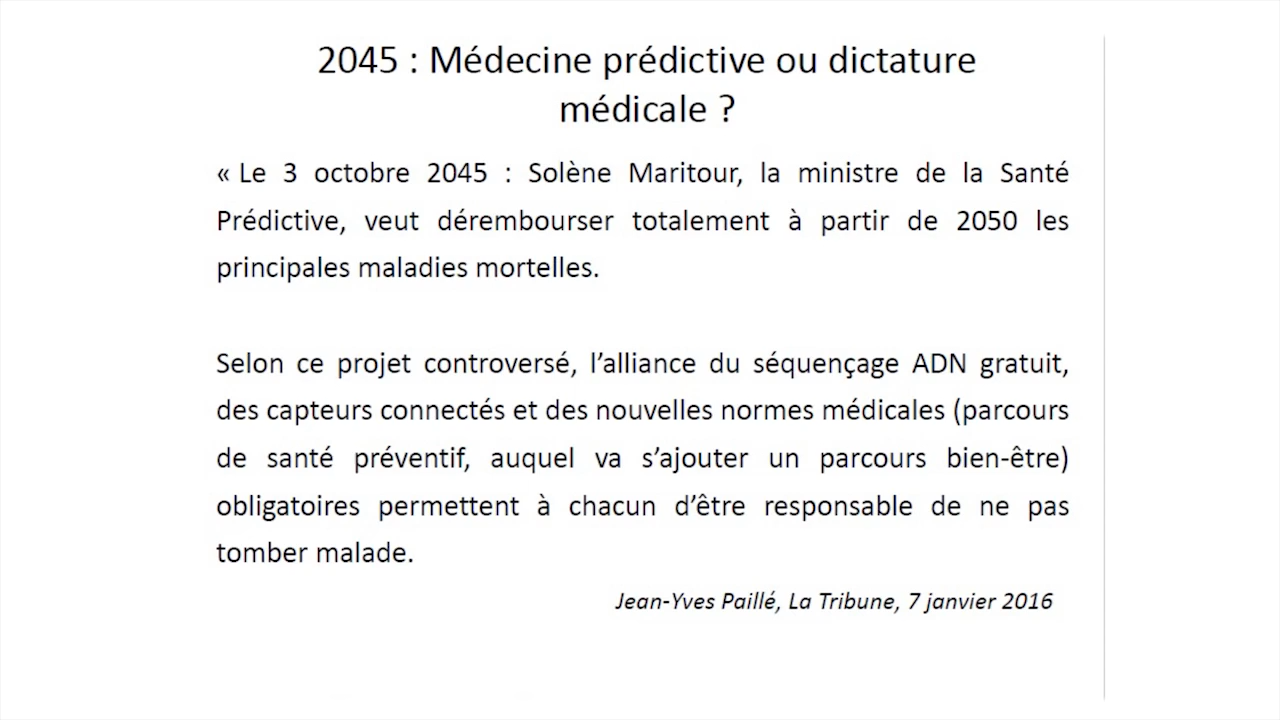 2045 : Médecine prédictive ou dictature
médicale ?
« Le 3 octobre 2045 : Solène Maritour, la ministre de la Santé
Prédictive, veut dérembourser totalement à partir de 2050 les
principales maladies mortelles.
Selon ce projet controversé, l’alliance du séquençage ADN gratuit,
des capteurs connectés et des nouvelles normes médicales (parcours
de santé préventif, auquel va s’ajouter un parcours bien-être)
obligatoires permettent à chacun d’être responsable de ne pas
tomber malade.
Jean-Yves Paillé, La Tribune, 7 janvier 2016